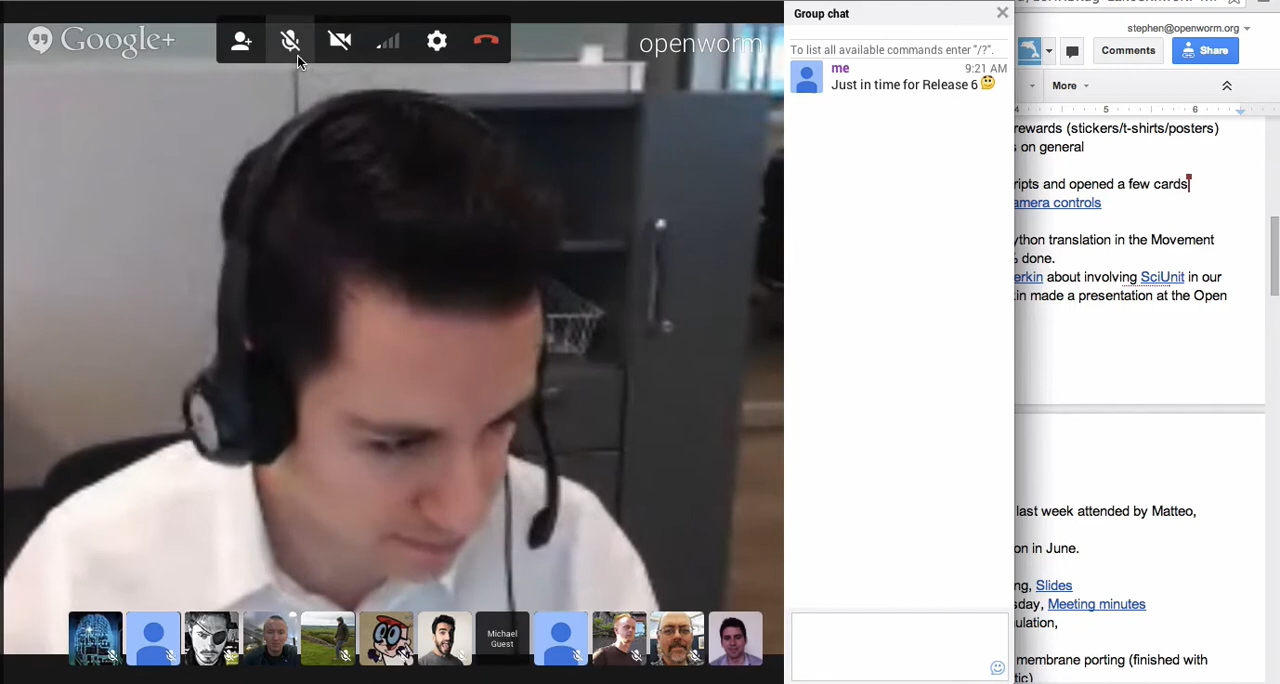 Google+
openworm
Michael
Guest
Group chat
To list all available commands enter "/?".
me
9:21 AM
Just in time for Release 6
stephen@openworm.org
Comments
Share
More
4 5 6
rewards (stickers/t-shirts/posters)
s on general
ripts and opened a few cards
amera controls
ython translation in the Movement
% done.
erkin about involving SciUnit in our
in made a presentation at the Open
last week attended by Matteo,
on in June.
ng, Slides
sday, Meeting minutes
ulation,
membrane porting (finished with
tic)